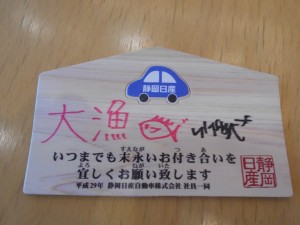 静岡日産
大漁
いつまでも末永いお付き合いを
宜しくお願い致します
平成29年 静岡日産自動車株式会社 社員一同
静岡
日産